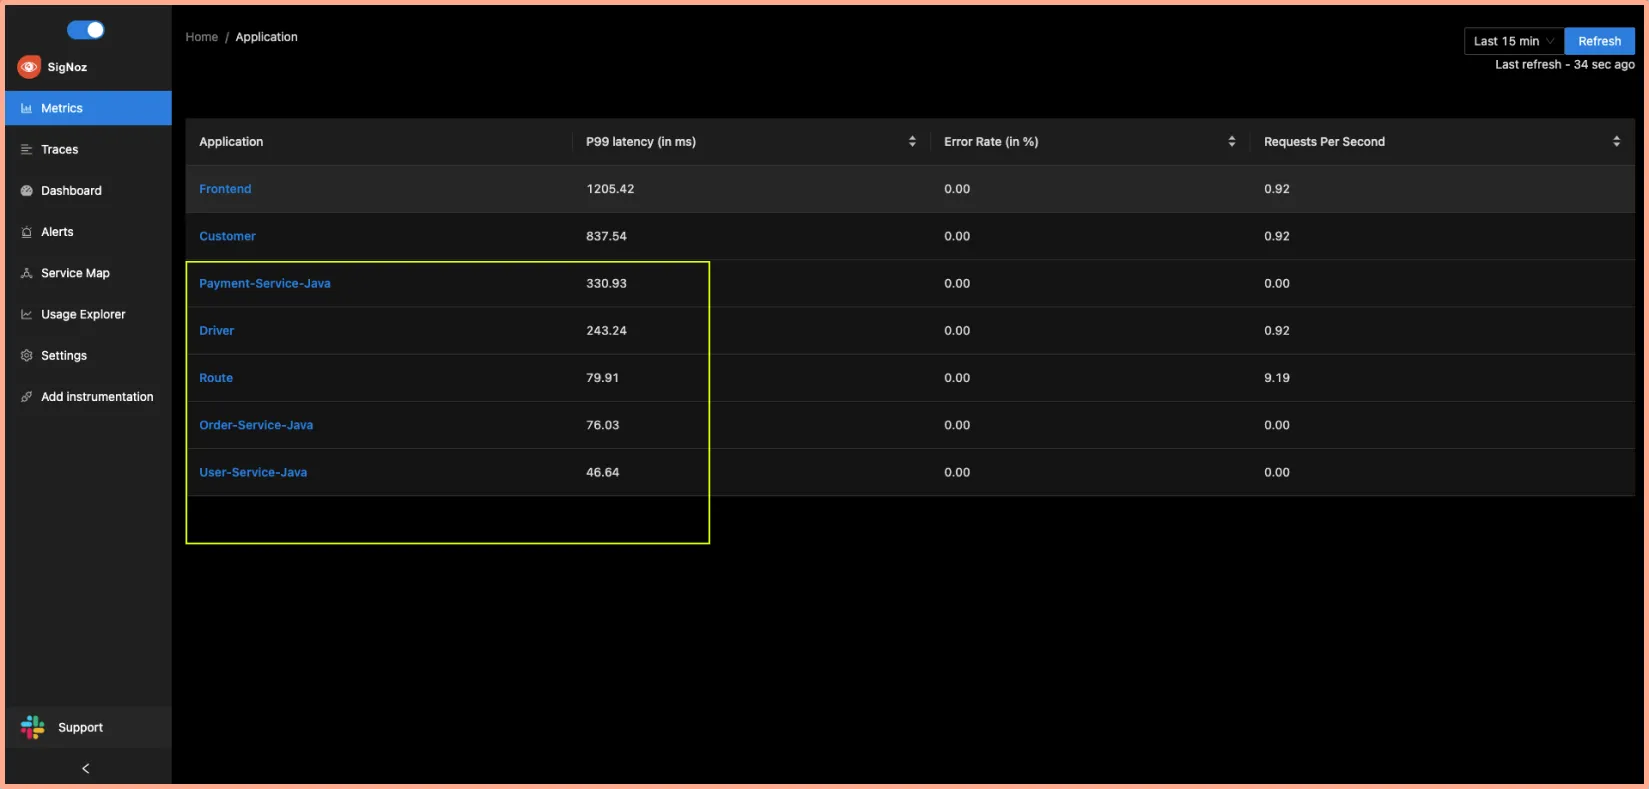 SigNoz
Metrics
Traces
Dashboard
Alerts
Service Map
Usage Explorer
Settings
Add instrumentation
Support
Home / Application
Last 15 min Refresh
Last refresh - 34 sec ago
Application P99 latency (in ms) Error Rate (in %) Requests Per Second
Frontend 1205.42 0.00 0.92
Customer 837.54 0.00 0.92
Payment-Service-Java 330.93 0.00 0.00
Driver 243.24 0.00 0.92
Route 79.91 0.00 9.19
Order-Service-Java 76.03 0.00 0.00
User-Service-Java 46.64 0.00 0.00